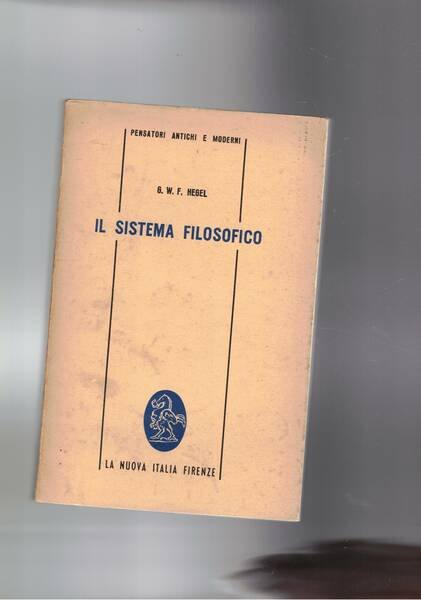 PENSATORI ANTICHI E MODERNI
G. W. F. HEGEL
IL SISTEMA FILOSOFICO
LA NUOVA ITALIA FIRENZE